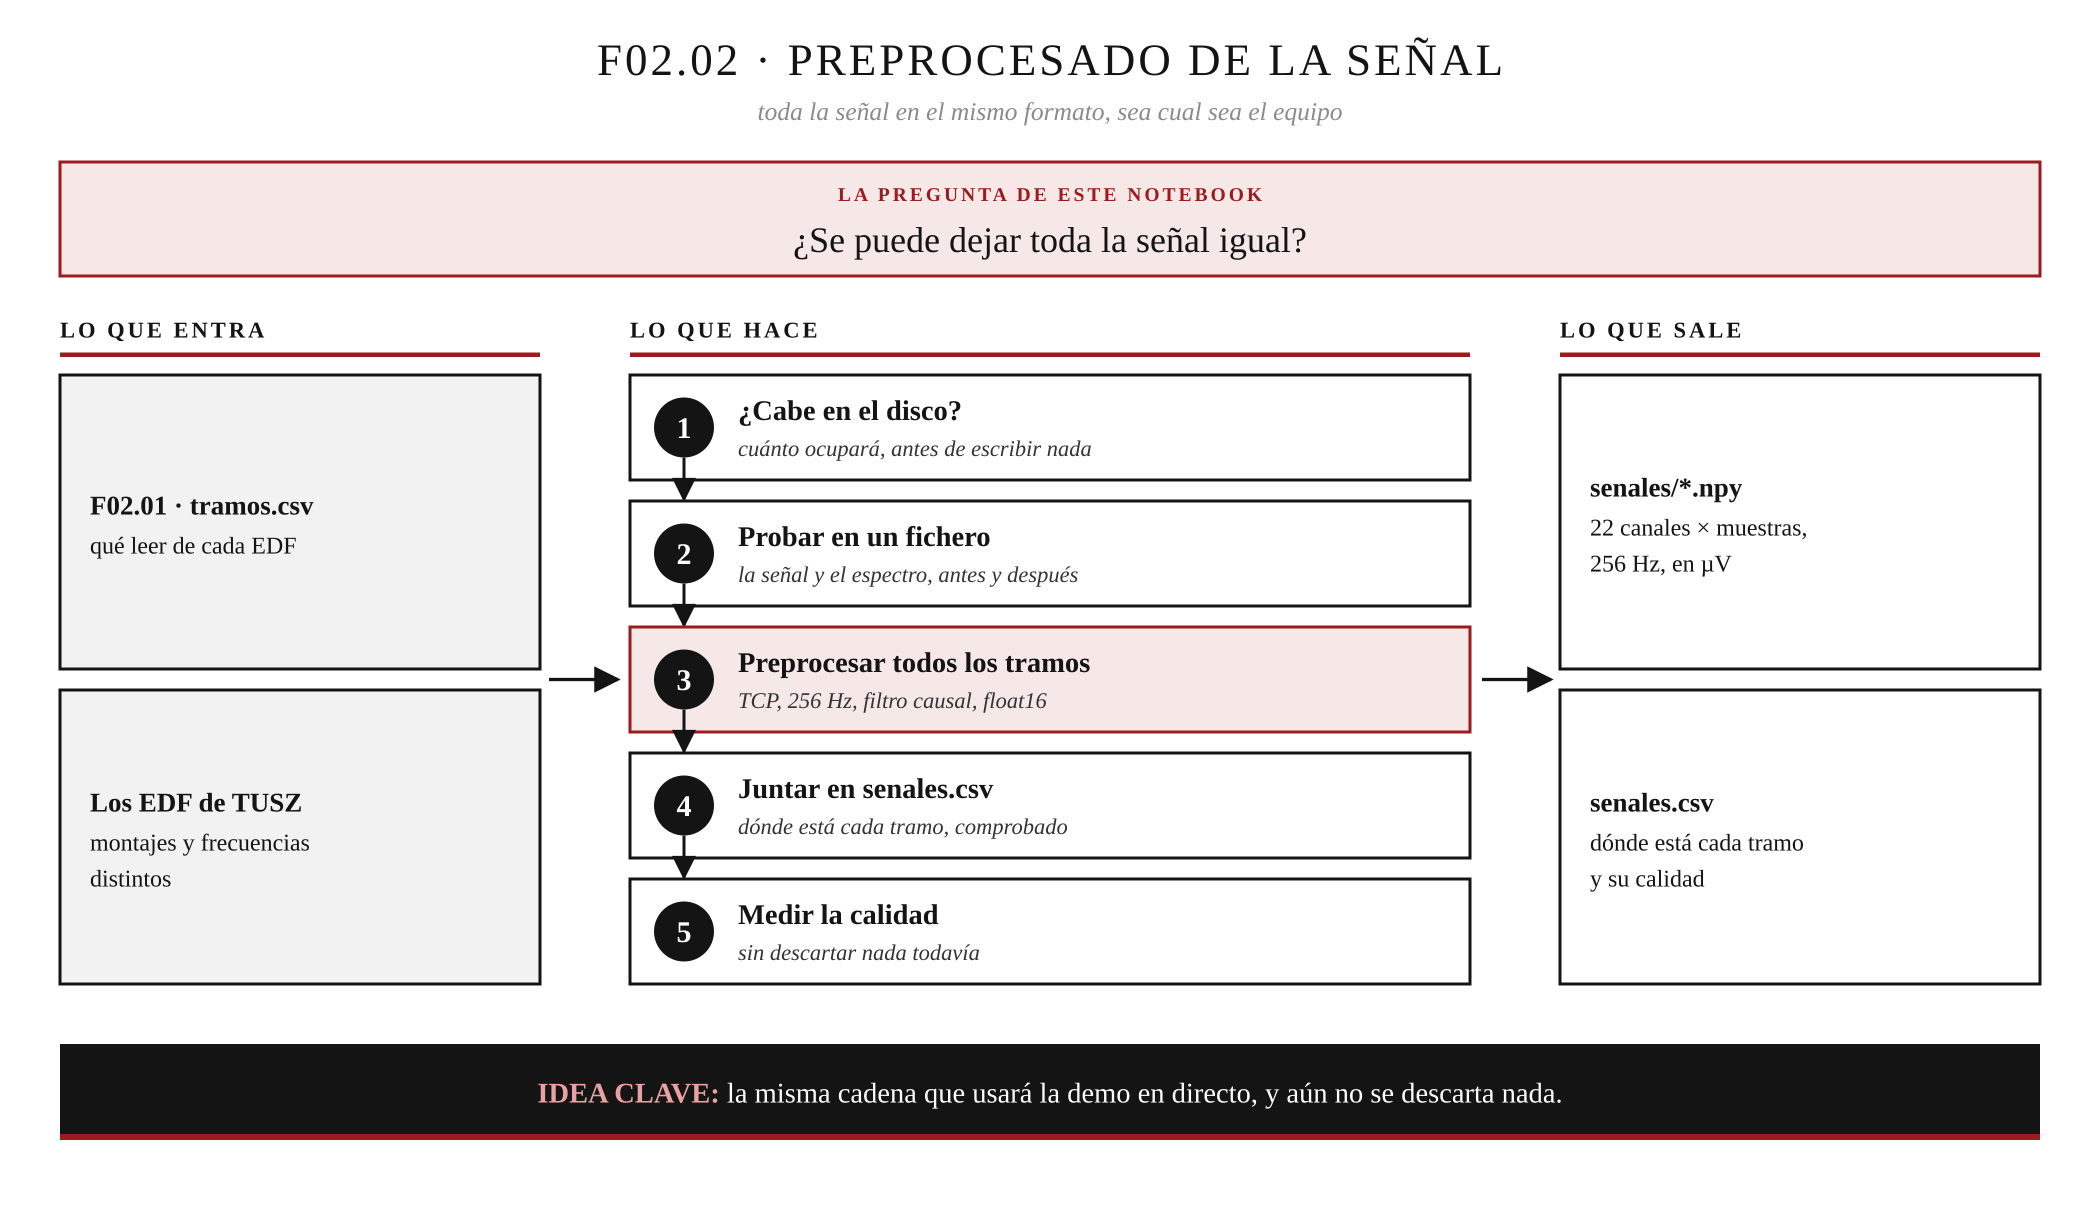 F02.02 · PREPROCESADO DE LA SEÑAL
toda la señal en el mismo formato, sea cual sea el equipo
LA PREGUNTA DE ESTE NOTEBOOK
¿Se puede dejar toda la señal igual?
LO QUE ENTRA
F02.01 · tramos.csv
qué leer de cada EDF
Los EDF de TUSZ
montajes y frecuencias
distintos
LO QUE HACE
1
¿Cabe en el disco?
cuánto ocupará, antes de escribir nada
2
Probar en un fichero
la señal y el espectro, antes y después
3
Preprocesar todos los tramos
TCP, 256 Hz, filtro causal, float16
4
Juntar en senales.csv
dónde está cada tramo, comprobado
5
Medir la calidad
sin descartar nada todavía
LO QUE SALE
senales/*.npy
22 canales × muestras,
256 Hz, en µV
senales.csv
dónde está cada tramo
y su calidad
IDEA CLAVE: la misma cadena que usará la demo en directo, y aún no se descarta nada.